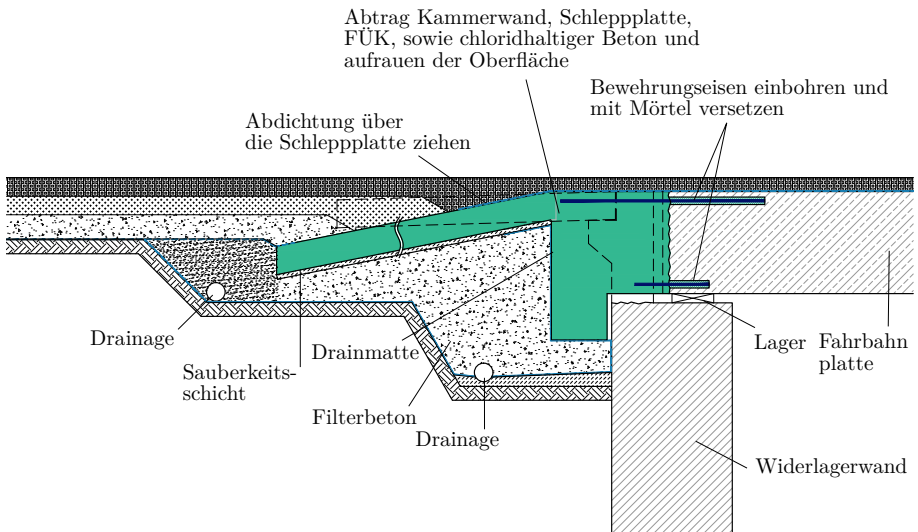 Abtrag Kammerwand, Schleppplatte,
FÜK, sowie chloridhaltiger Beton und
aufrauen der Oberfläche
Bewehrungseisen einbohren und
mit Mörtel versetzen
Abdichtung über
die Schleppplatte ziehen
Drainage
Drainmatte
Lager
Fahrbahn
platte
Sauberkeits-
schicht
Filterbeton
Drainage
Widerlagerwand